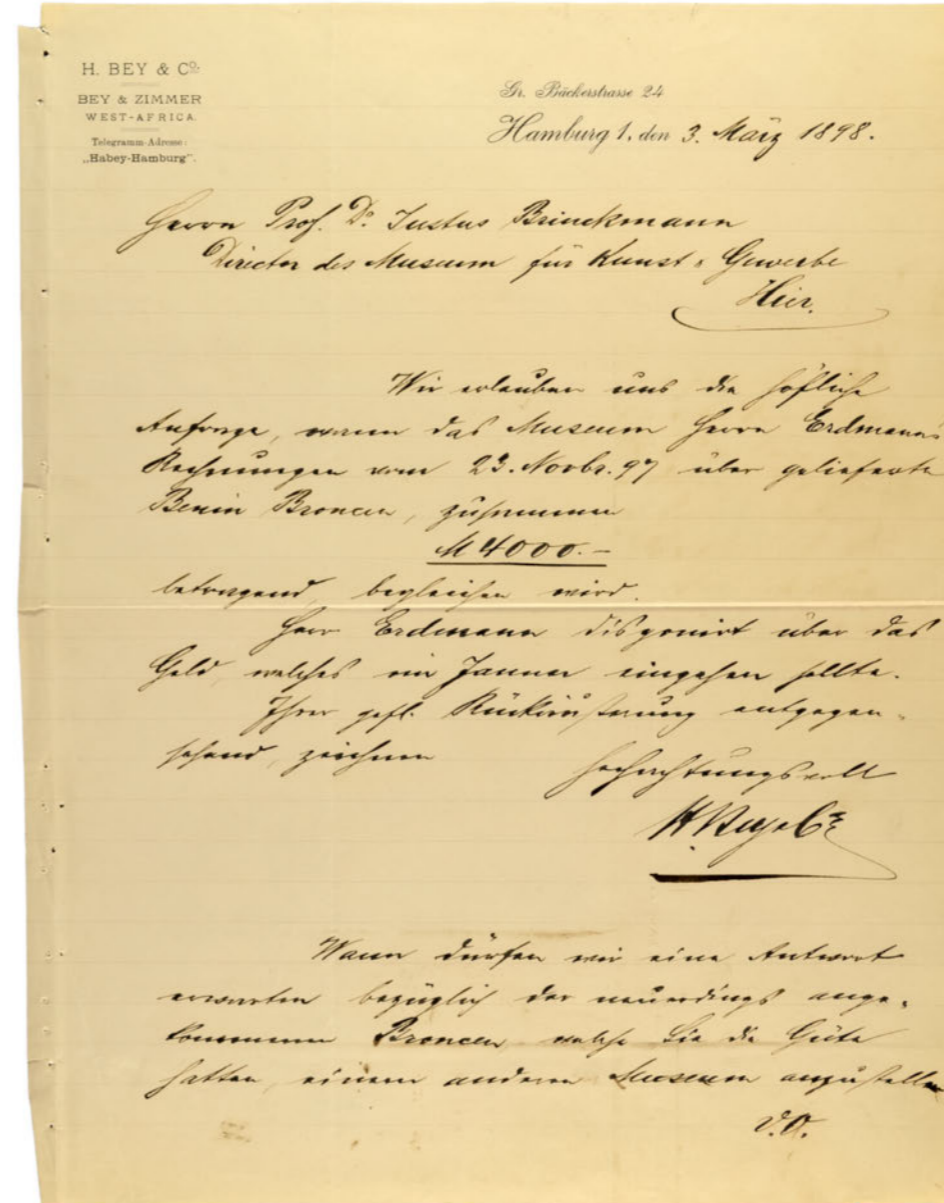 H. BEY & Co.
BEY & ZIMMER
WEST-AFRICA.
Telegramm-Adresse:
„Habey-Hamburg".
Gr. Bäckerstrasse 24
Hamburg 1, den 3. März 1898.
Herrn Prof. Dr. Justus Brinckmann
Director des Museum für Kunst & Gewerbe
Hier.
Wir erlauben uns die höfliche
Anfrage, wann das Museum Herrn Erdmann's
Rechnungen vom 23. Novbr. 97 über gelieferte
Benin Broncen, zusammen
M 4000.-
betragend, begleichen wird.
Herr Erdmann disponirt über das
Geld, welches im Januar eingehen sollte.
Ihrer gefl. Rückäusserung entgegen-
sehend, zeichnen
hochachtungsvoll
H. Bey & Co.
Wann dürfen wir eine Antwort
erwarten bezüglich der neuerdings ange-
kommenen Broncen, welche Sie die Güte
hatten, einem anderen Museum anzustellen
D.O.